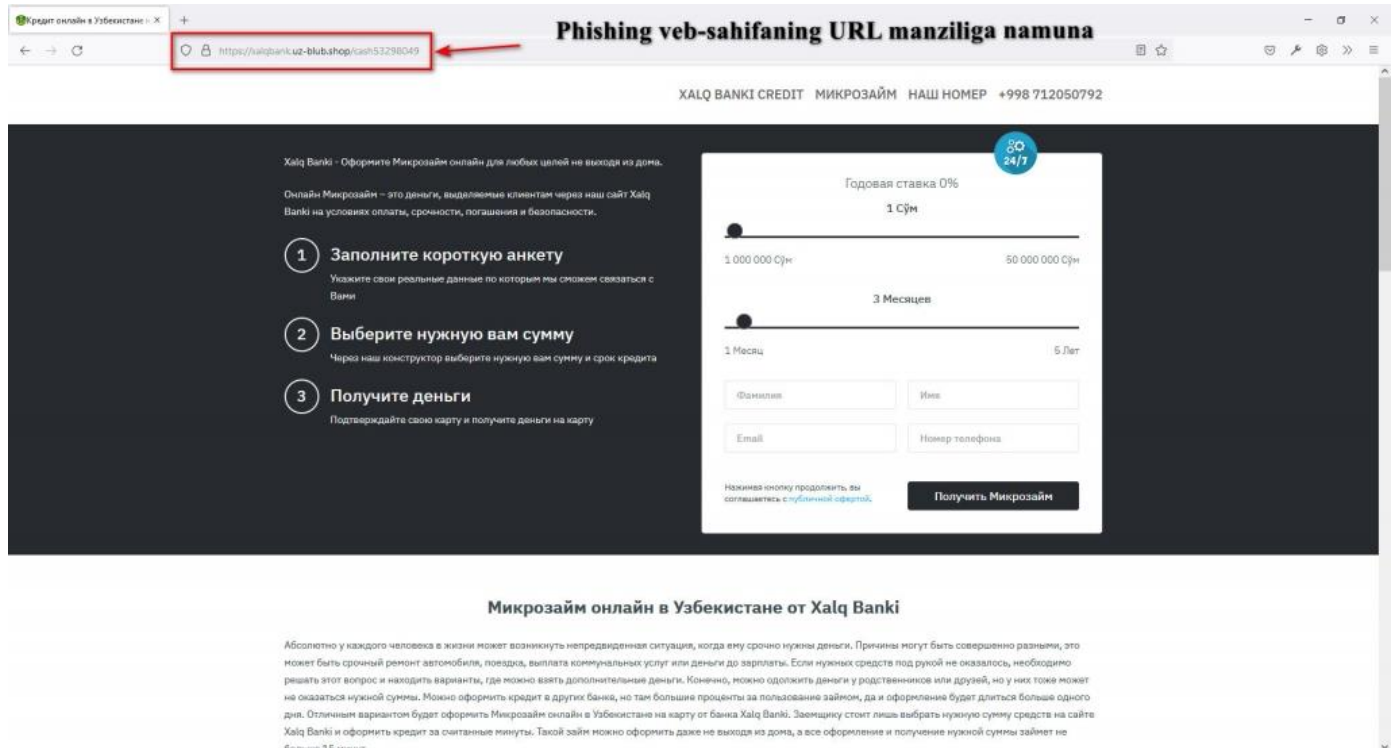 Кредит онлайн в Узбекистане
Phishing veb-sahifaning URL manziliga namuna
https://xalqbank.uz-blub.shop/cash53298049
XALQ BANKI CREDIT МИКРОЗАЙМ НАШ НОМЕР +998 712050792
Xalq Banki - Оформите Микрозайм онлайн для любых целей не выходя из дома.
Онлайн Микрозайм – это деньги, выделяемые клиентам через наш сайт Xalq
Banki на условиях оплаты, срочности, погашения и безопасности.
1 Заполните короткую анкету
Укажите свои реальные данные по которым мы сможем связаться с
Вами
2 Выберите нужную вам сумму
Через наш конструктор выберите нужную вам сумму и срок кредита
3 Получите деньги
Подтверждайте свою карту и получите деньги на карту
24/7
Годовая ставка 0%
1 Сўм
1 000 000 Сўм 50 000 000 Сўм
3 Месяцев
1 Месяц 5 Лет
Фамилия Имя
Email Номер телефона
Нажимая кнопку продолжить, вы
соглашаетесь с публичной офертой.
Получить Микрозайм
Микрозайм онлайн в Узбекистане от Xalq Banki
Абсолютно у каждого человека в жизни может возникнуть непредвиденная ситуация, когда ему срочно нужны деньги. Причины могут быть совершенно разными, это
может быть срочный ремонт автомобиля, поездка, выплата коммунальных услуг или деньги до зарплаты. Если нужных средств под рукой не оказалось, необходимо
решать этот вопрос и находить варианты, где можно взять дополнительные деньги. Конечно, можно одолжить деньги у родственников или друзей, но у них тоже может
не оказаться нужной суммы. Можно оформить кредит в других банке, но там большие проценты за пользование займом, да и оформление будет длиться больше одного
дня. Отличным вариантом будет оформить Микрозайм онлайн в Узбекистане на карту от банка Xalq Banki. Заемщику стоит лишь выбрать нужную сумму средств на сайте
Xalq Banki и оформить кредит за считанные минуты. Такой займ можно оформить даже не выходя из дома, а все оформление и получение нужной суммы займет не